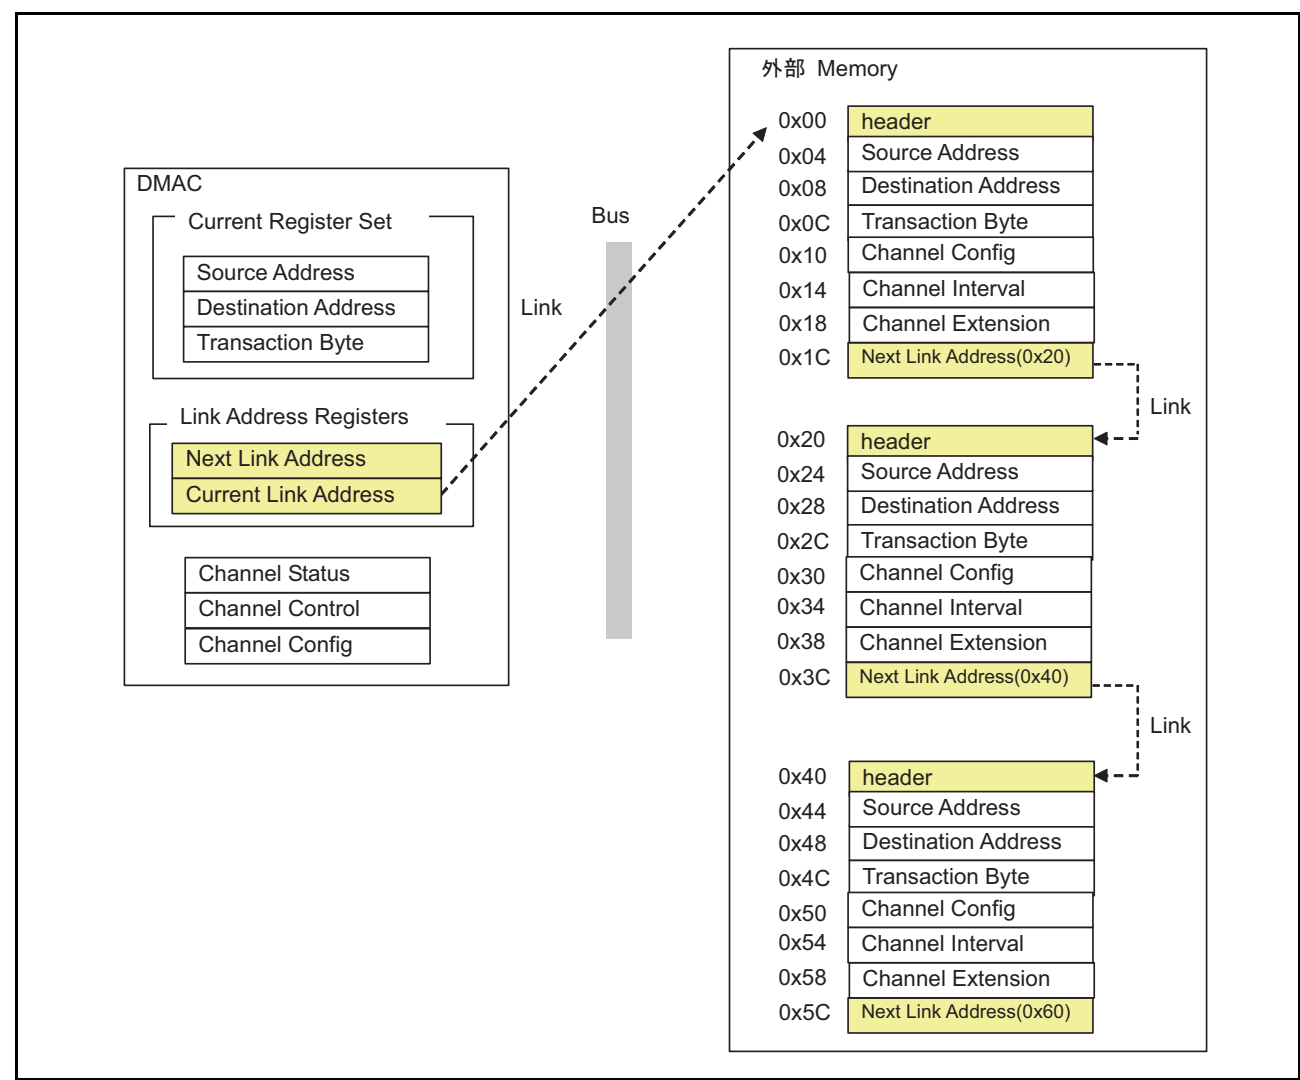 DMAC
Current Register Set
Source Address
Destination Address
Transaction Byte
Link Address Registers
Next Link Address
Current Link Address
Channel Status
Channel Control
Channel Config
Link
Bus
外部 Memory
0x00 header
0x04 Source Address
0x08 Destination Address
0x0C Transaction Byte
0x10 Channel Config
0x14 Channel Interval
0x18 Channel Extension
0x1C Next Link Address(0x20)
Link
0x20 header
0x24 Source Address
0x28 Destination Address
0x2C Transaction Byte
0x30 Channel Config
0x34 Channel Interval
0x38 Channel Extension
0x3C Next Link Address(0x40)
Link
0x40 header
0x44 Source Address
0x48 Destination Address
0x4C Transaction Byte
0x50 Channel Config
0x54 Channel Interval
0x58 Channel Extension
0x5C Next Link Address(0x60)